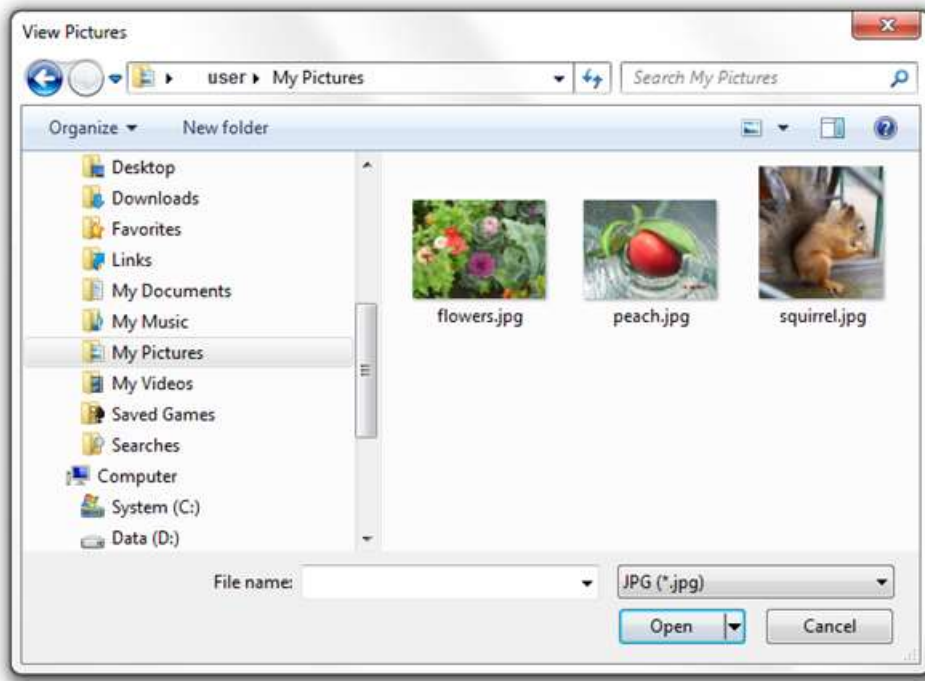 View Pictures
user My Pictures
Search My Pictures
Organize New folder
Desktop
Downloads
Favorites
Links
My Documents
My Music
My Pictures
My Videos
Saved Games
Searches
Computer
System (C:)
Data (D:)
flowers.jpg peach.jpg squirrel.jpg
File name: JPG (*.jpg)
Open Cancel